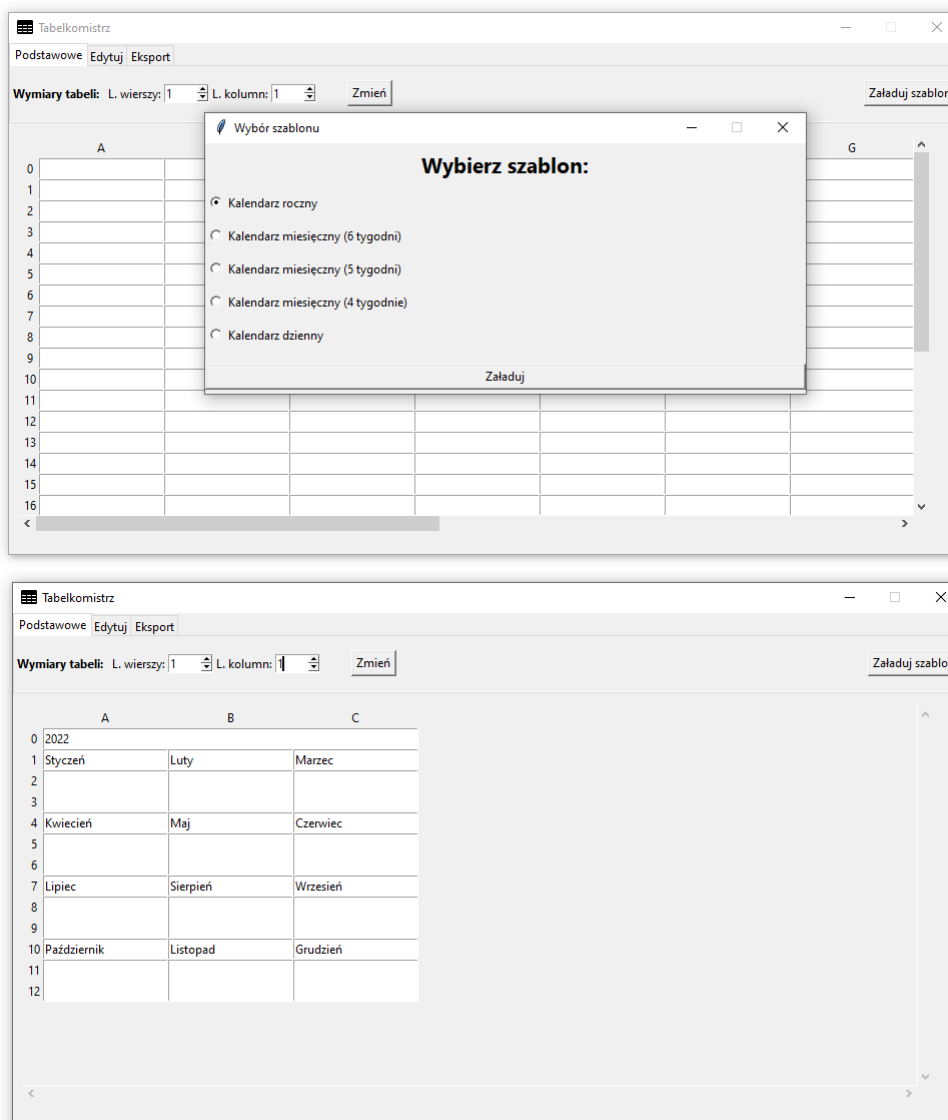 Tabelkomistrz
Podstawowe Edytuj Eksport
Wymiary tabeli: L. wierszy: 1 L. kolumn: 1 Zmień Załaduj szablon
Wybór szablonu
Wybierz szablon:
A G
0
Kalendarz roczny
1
2
Kalendarz miesięczny (6 tygodni)
3
4
Kalendarz miesięczny (5 tygodni)
5
6
Kalendarz miesięczny (4 tygodnie)
7
8
Kalendarz dzienny
9
10 Załaduj
11
12
13
14
15
16
Tabelkomistrz
Podstawowe Edytuj Eksport
Wymiary tabeli: L. wierszy: 1 L. kolumn: 1 Zmień Załaduj szablo
A B C
0 2022
1 Styczeń Luty Marzec
2
3
4 Kwiecień Maj Czerwiec
5
6
7 Lipiec Sierpień Wrzesień
8
9
10 Październik Listopad Grudzień
11
12